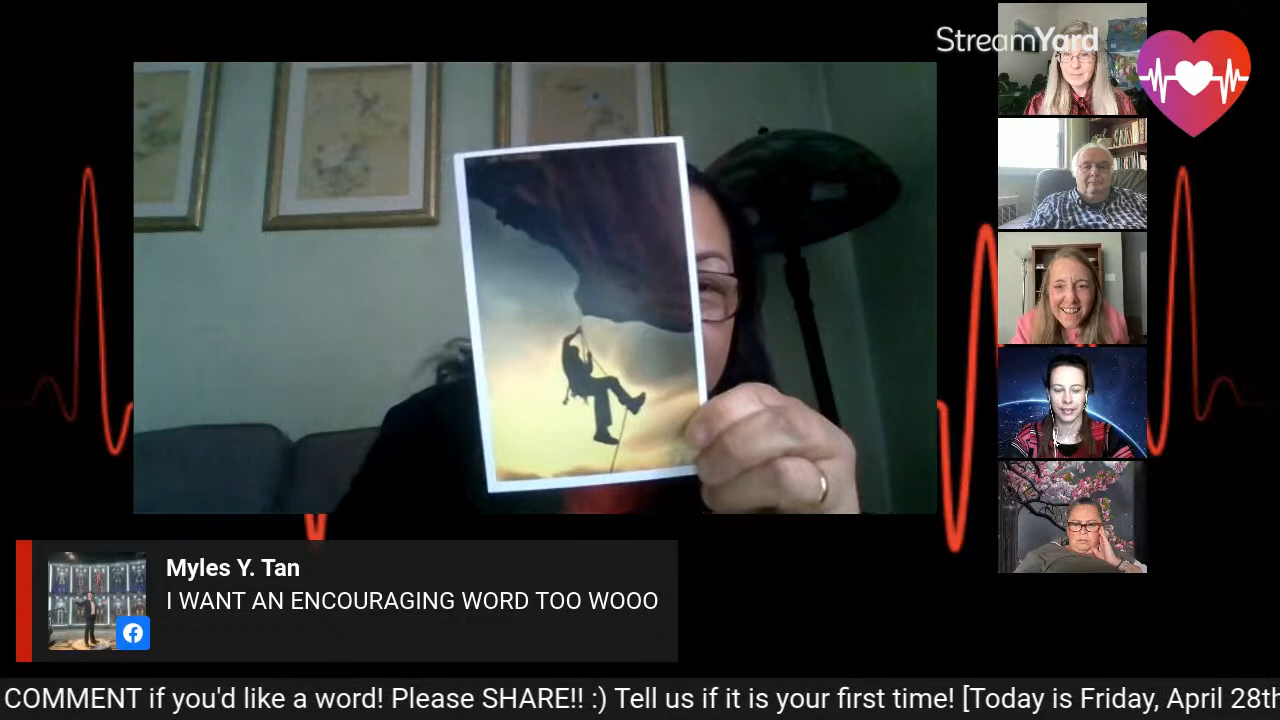 StreamYard
Myles Y. Tan
I WANT AN ENCOURAGING WORD TOO WOOO
COMMENT if you'd like a word! Please SHARE!! :) Tell us if it is your first time! [Today is Friday, April 28th